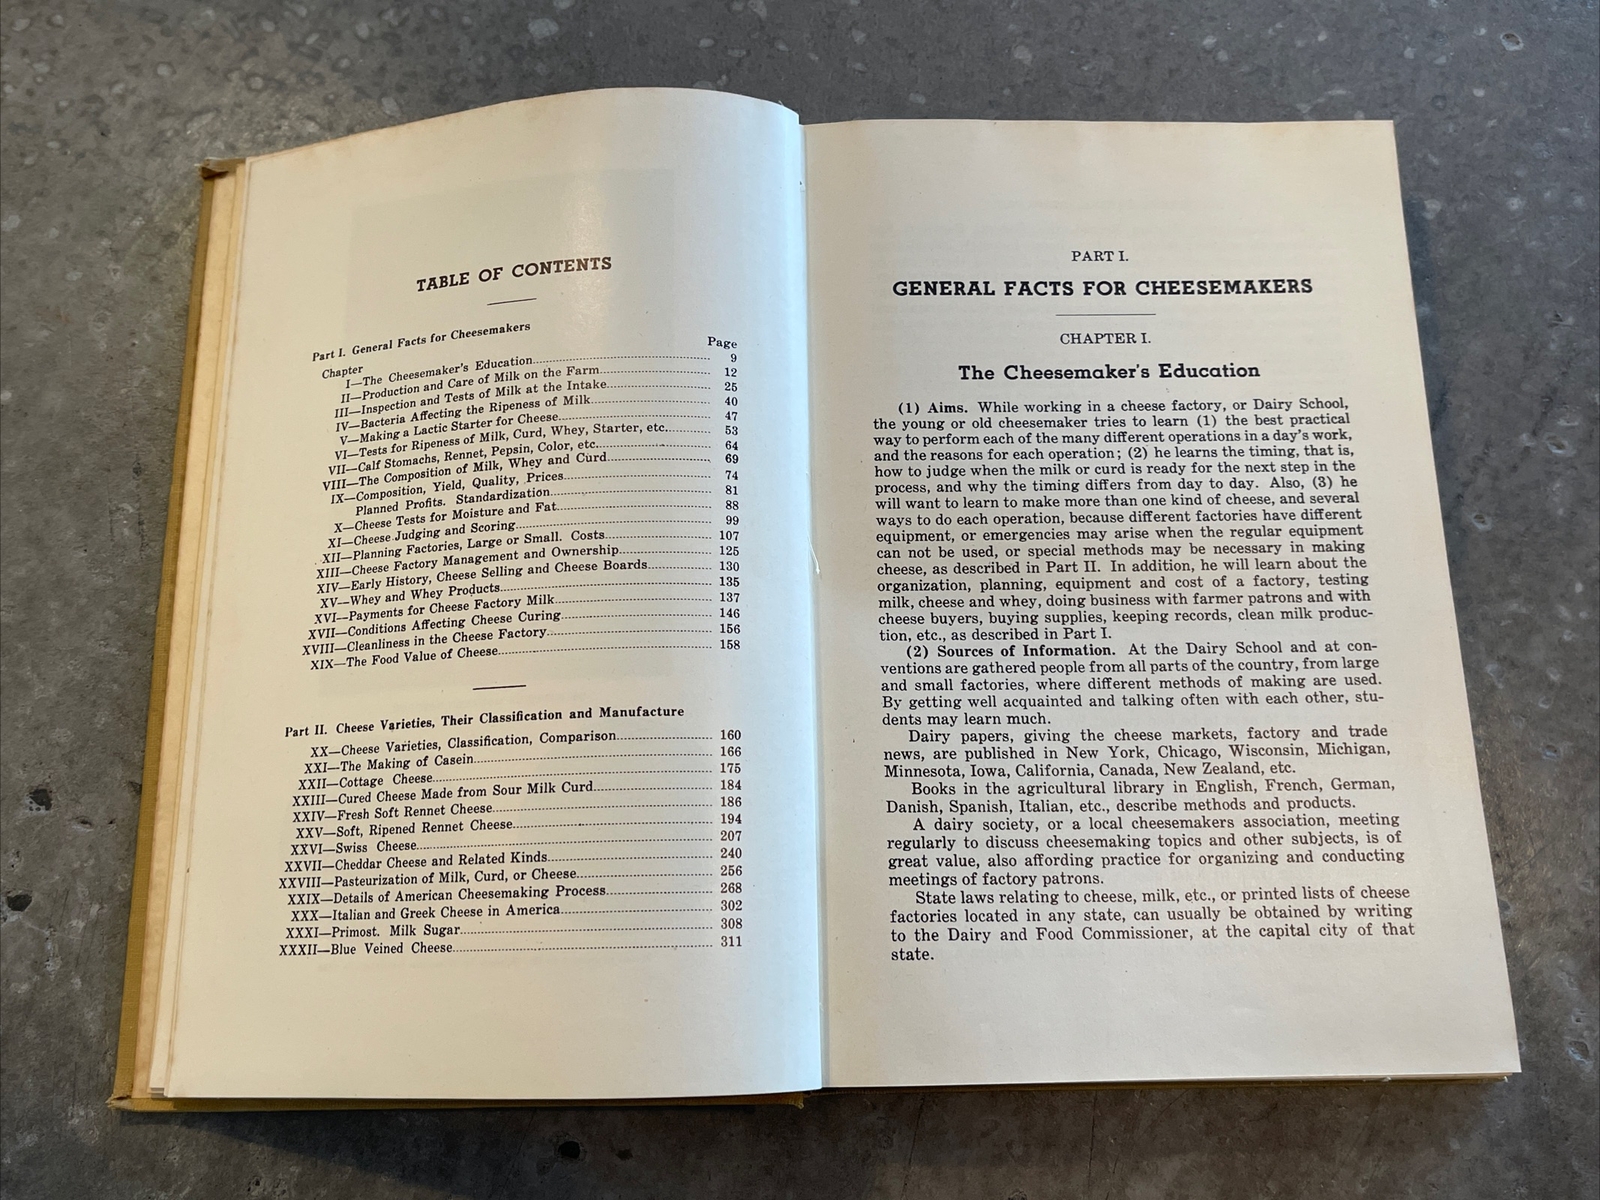 TABLE OF CONTENTS
Part I. General Facts for Cheesemakers
Chapter Page
I—The Cheesemaker's Education 9
II—Production and Care of Milk on the Farm 12
III—Inspection and Tests of Milk at the Intake 25
IV—Bacteria Affecting the Ripeness of Milk 40
V—Making a Lactic Starter for Cheese 47
VI—Tests for Ripeness of Milk, Curd, Whey, Starter, etc. 53
VII—Calf Stomachs, Rennet, Pepsin, Color, etc. 64
VIII—The Composition of Milk, Whey and Curd 69
IX—Composition, Yield, Quality, Prices 74
Planned Profits. Standardization 81
X—Cheese Tests for Moisture and Fat 88
XI—Cheese Judging and Scoring 99
XII—Planning Factories, Large or Small. Costs 107
XIII—Cheese Factory Management and Ownership 125
XIV—Early History, Cheese Selling and Cheese Boards 130
XV—Whey and Whey Products 135
XVI—Payments for Cheese Factory Milk 137
XVII—Conditions Affecting Cheese Curing 146
XVIII—Cleanliness in the Cheese Factory 156
XIX—The Food Value of Cheese 158
Part II. Cheese Varieties, Their Classification and Manufacture
XX—Cheese Varieties, Classification, Comparison 160
XXI—The Making of Casein 166
XXII—Cottage Cheese 175
XXIII—Cured Cheese Made from Sour Milk Curd 184
XXIV—Fresh Soft Rennet Cheese 186
XXV—Soft, Ripened Rennet Cheese 194
XXVI—Swiss Cheese 207
XXVII—Cheddar Cheese and Related Kinds 240
XXVIII—Pasteurization of Milk, Curd, or Cheese 256
XXIX—Details of American Cheesemaking Process 268
XXX—Italian and Greek Cheese in America 302
XXXI—Primost. Milk Sugar 308
XXXII—Blue Veined Cheese 311
PART I.
GENERAL FACTS FOR CHEESEMAKERS
CHAPTER I.
The Cheesemaker's Education
(1) Aims. While working in a cheese factory, or Dairy School,
the young or old cheesemaker tries to learn (1) the best practical
way to perform each of the many different operations in a day's work,
and the reasons for each operation; (2) he learns the timing, that is,
how to judge when the milk or curd is ready for the next step in the
process, and why the timing differs from day to day. Also, (3) he
will want to learn to make more than one kind of cheese, and several
ways to do each operation, because different factories have different
equipment, or emergencies may arise when the regular equipment
can not be used, or special methods may be necessary in making
cheese, as described in Part II. In addition, he will learn about the
organization, planning, equipment and cost of a factory, testing
milk, cheese and whey, doing business with farmer patrons and with
cheese buyers, buying supplies, keeping records, clean milk produc-
tion, etc., as described in Part I.
(2) Sources of Information. At the Dairy School and at con-
ventions are gathered people from all parts of the country, from large
and small factories, where different methods of making are used.
By getting well acquainted and talking often with each other, stu-
dents may learn much.
Dairy papers, giving the cheese markets, factory and trade
news, are published in New York, Chicago, Wisconsin, Michigan,
Minnesota, Iowa, California, Canada, New Zealand, etc.
Books in the agricultural library in English, French, German,
Danish, Spanish, Italian, etc., describe methods and products.
A dairy society, or a local cheesemakers association, meeting
regularly to discuss cheesemaking topics and other subjects, is of
great value, also affording practice for organizing and conducting
meetings of factory patrons.
State laws relating to cheese, milk, etc., or printed lists of cheese
factories located in any state, can usually be obtained by writing
to the Dairy and Food Commissioner, at the capital city of that
state.